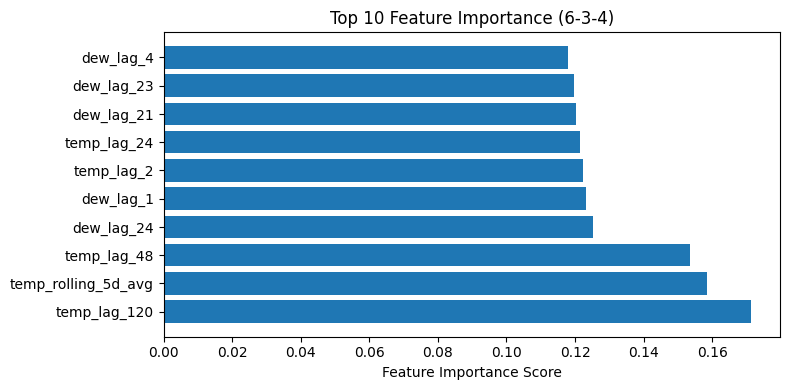 Top 10 Feature Importance (6-3-4)
dew_lag_4
dew_lag_23
dew_lag_21
temp_lag_24
temp_lag_2
dew_lag_1
dew_lag_24
temp_lag_48
temp_rolling_5d_avg
temp_lag_120
0.00 0.02 0.04 0.06 0.08 0.10 0.12 0.14 0.16
Feature Importance Score